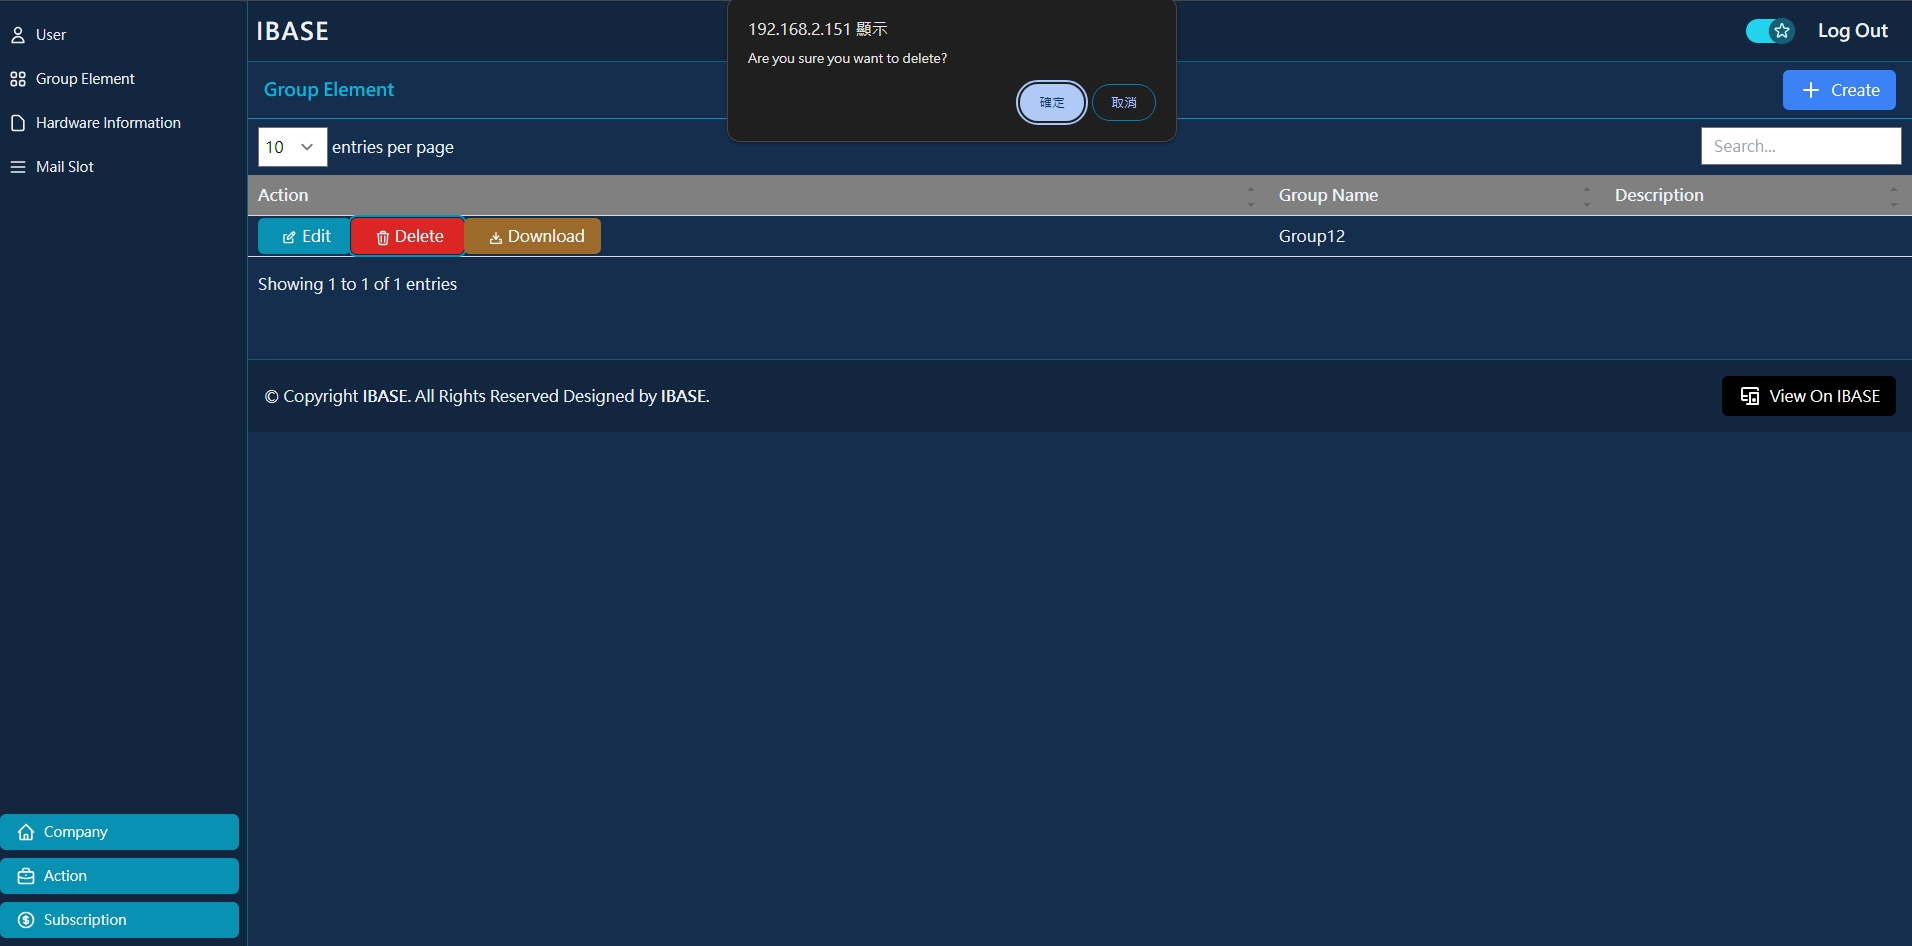 User
Group Element
Hardware Information
Mail Slot
Company
Action
Subscription
IBASE
Log Out
192.168.2.151 顯示
Are you sure you want to delete?
確定 取消
Group Element
Create
10 entries per page
Search...
Action Group Name Description
Edit Delete Download Group12
Showing 1 to 1 of 1 entries
© Copyright IBASE. All Rights Reserved Designed by IBASE.
View On IBASE